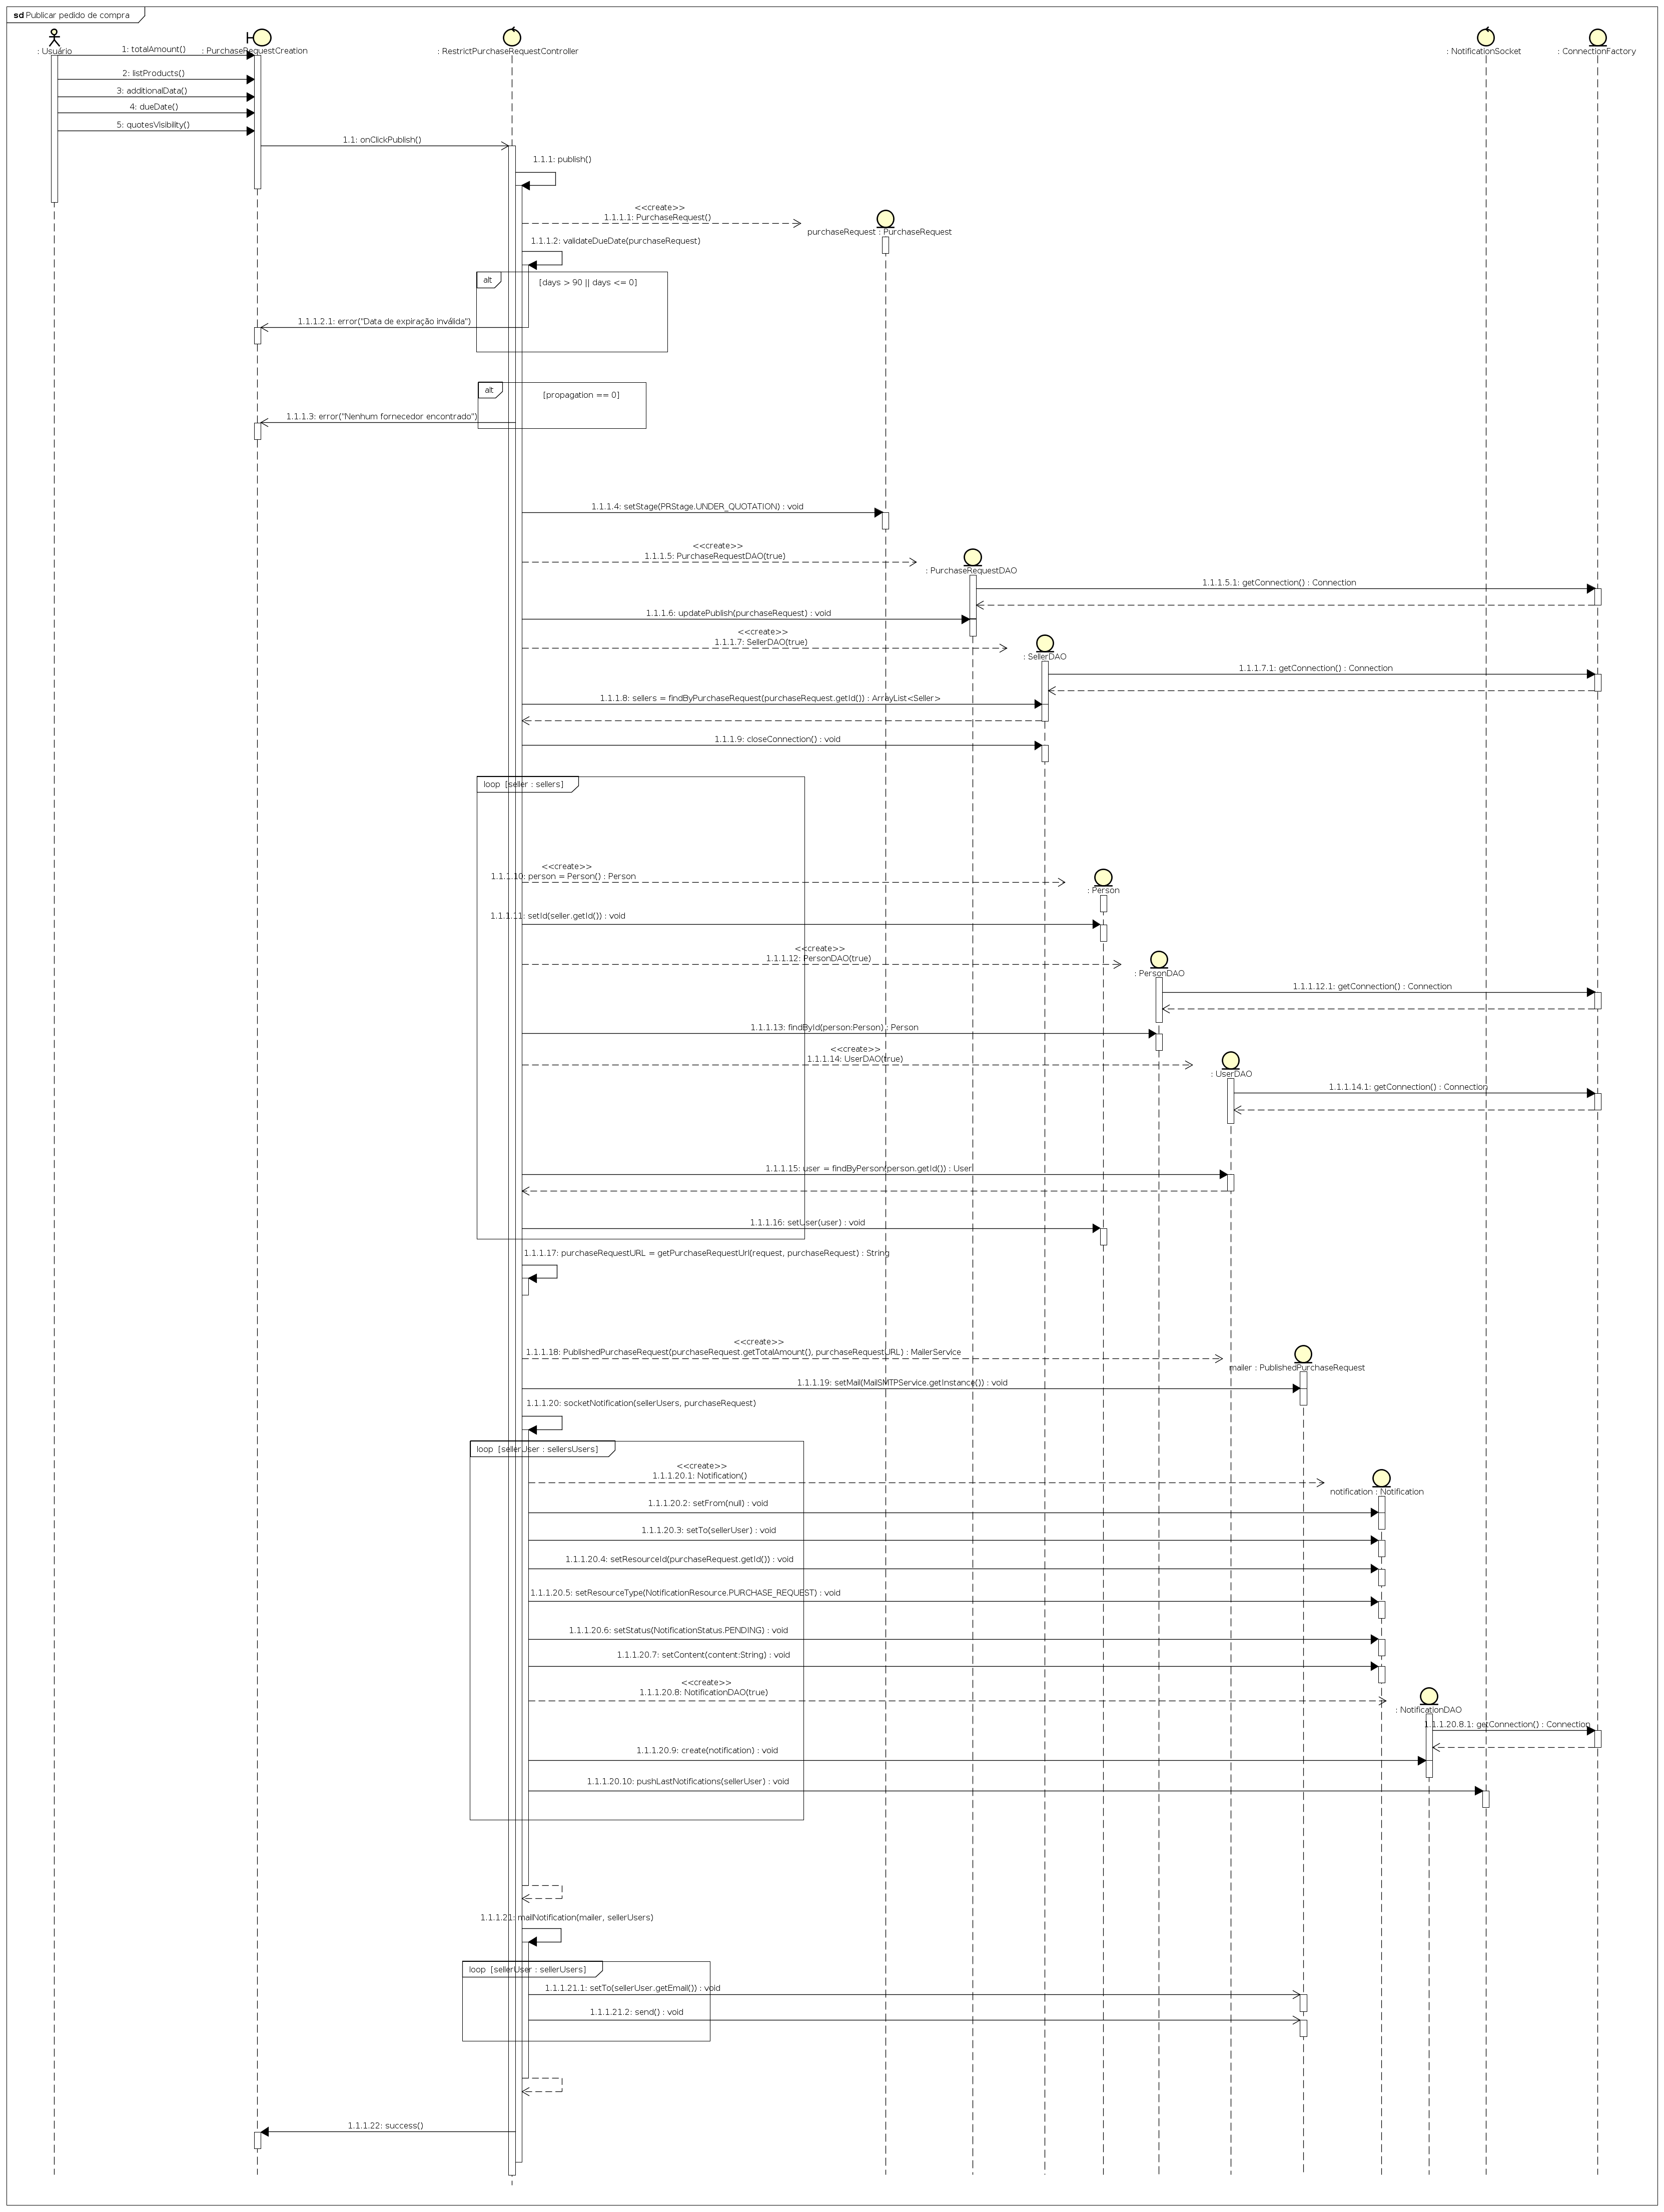 sd Publicar pedido de compra
: Usuário
: PurchaseRequestCreation
: RestrictPurchaseRequestController
: NotificationSocket
: ConnectionFactory
1: totalAmount()
2: listProducts()
3: additionalData()
4: dueDate()
5: quotesVisibility()
1.1: onClickPublish()
1.1.1: publish()
<<create>>
1.1.1.1: PurchaseRequest()
purchaseRequest : PurchaseRequest
1.1.1.2: validateDueDate(purchaseRequest)
alt
[days > 90 || days <= 0]
1.1.1.2.1: error("Data de expiração inválida")
alt
[propagation == 0]
1.1.1.3: error("Nenhum fornecedor encontrado")
1.1.1.4: setStage(PRStage.UNDER_QUOTATION) : void
<<create>>
1.1.1.5: PurchaseRequestDAO(true)
: PurchaseRequestDAO
1.1.1.5.1: getConnection() : Connection
1.1.1.6: updatePublish(purchaseRequest) : void
<<create>>
1.1.1.7: SellerDAO(true)
: SellerDAO
1.1.1.7.1: getConnection() : Connection
1.1.1.8: sellers = findByPurchaseRequest(purchaseRequest.getId()) : ArrayList<Seller>
1.1.1.9: closeConnection() : void
loop [seller : sellers]
<<create>>
1.1.1.10: person = Person() : Person
: Person
1.1.1.11: setId(seller.getId()) : void
<<create>>
1.1.1.12: PersonDAO(true)
: PersonDAO
1.1.1.12.1: getConnection() : Connection
1.1.1.13: findById(person:Person) : Person
<<create>>
1.1.1.14: UserDAO(true)
: UserDAO
1.1.1.14.1: getConnection() : Connection
1.1.1.15: user = findByPerson(person.getId()) : User
1.1.1.16: setUser(user) : void
1.1.1.17: purchaseRequestURL = getPurchaseRequestUrl(request, purchaseRequest) : String
<<create>>
1.1.1.18: PublishedPurchaseRequest(purchaseRequest.getTotalAmount(), purchaseRequestURL) : MailerService
mailer : PublishedPurchaseRequest
1.1.1.19: setMail(MailSMTPService.getInstance()) : void
1.1.1.20: socketNotification(sellerUsers, purchaseRequest)
loop [sellerUser : sellersUsers]
<<create>>
1.1.1.20.1: Notification()
notification : Notification
1.1.1.20.2: setFrom(null) : void
1.1.1.20.3: setTo(sellerUser) : void
1.1.1.20.4: setResourceId(purchaseRequest.getId()) : void
1.1.1.20.5: setResourceType(NotificationResource.PURCHASE_REQUEST) : void
1.1.1.20.6: setStatus(NotificationStatus.PENDING) : void
1.1.1.20.7: setContent(content:String) : void
<<create>>
1.1.1.20.8: NotificationDAO(true)
: NotificationDAO
1.1.1.20.8.1: getConnection() : Connection
1.1.1.20.9: create(notification) : void
1.1.1.20.10: pushLastNotifications(sellerUser) : void
1.1.1.21: mailNotification(mailer, sellerUsers)
loop [sellerUser : sellerUsers]
1.1.1.21.1: setTo(sellerUser.getEmail()) : void
1.1.1.21.2: send() : void
1.1.1.22: success()